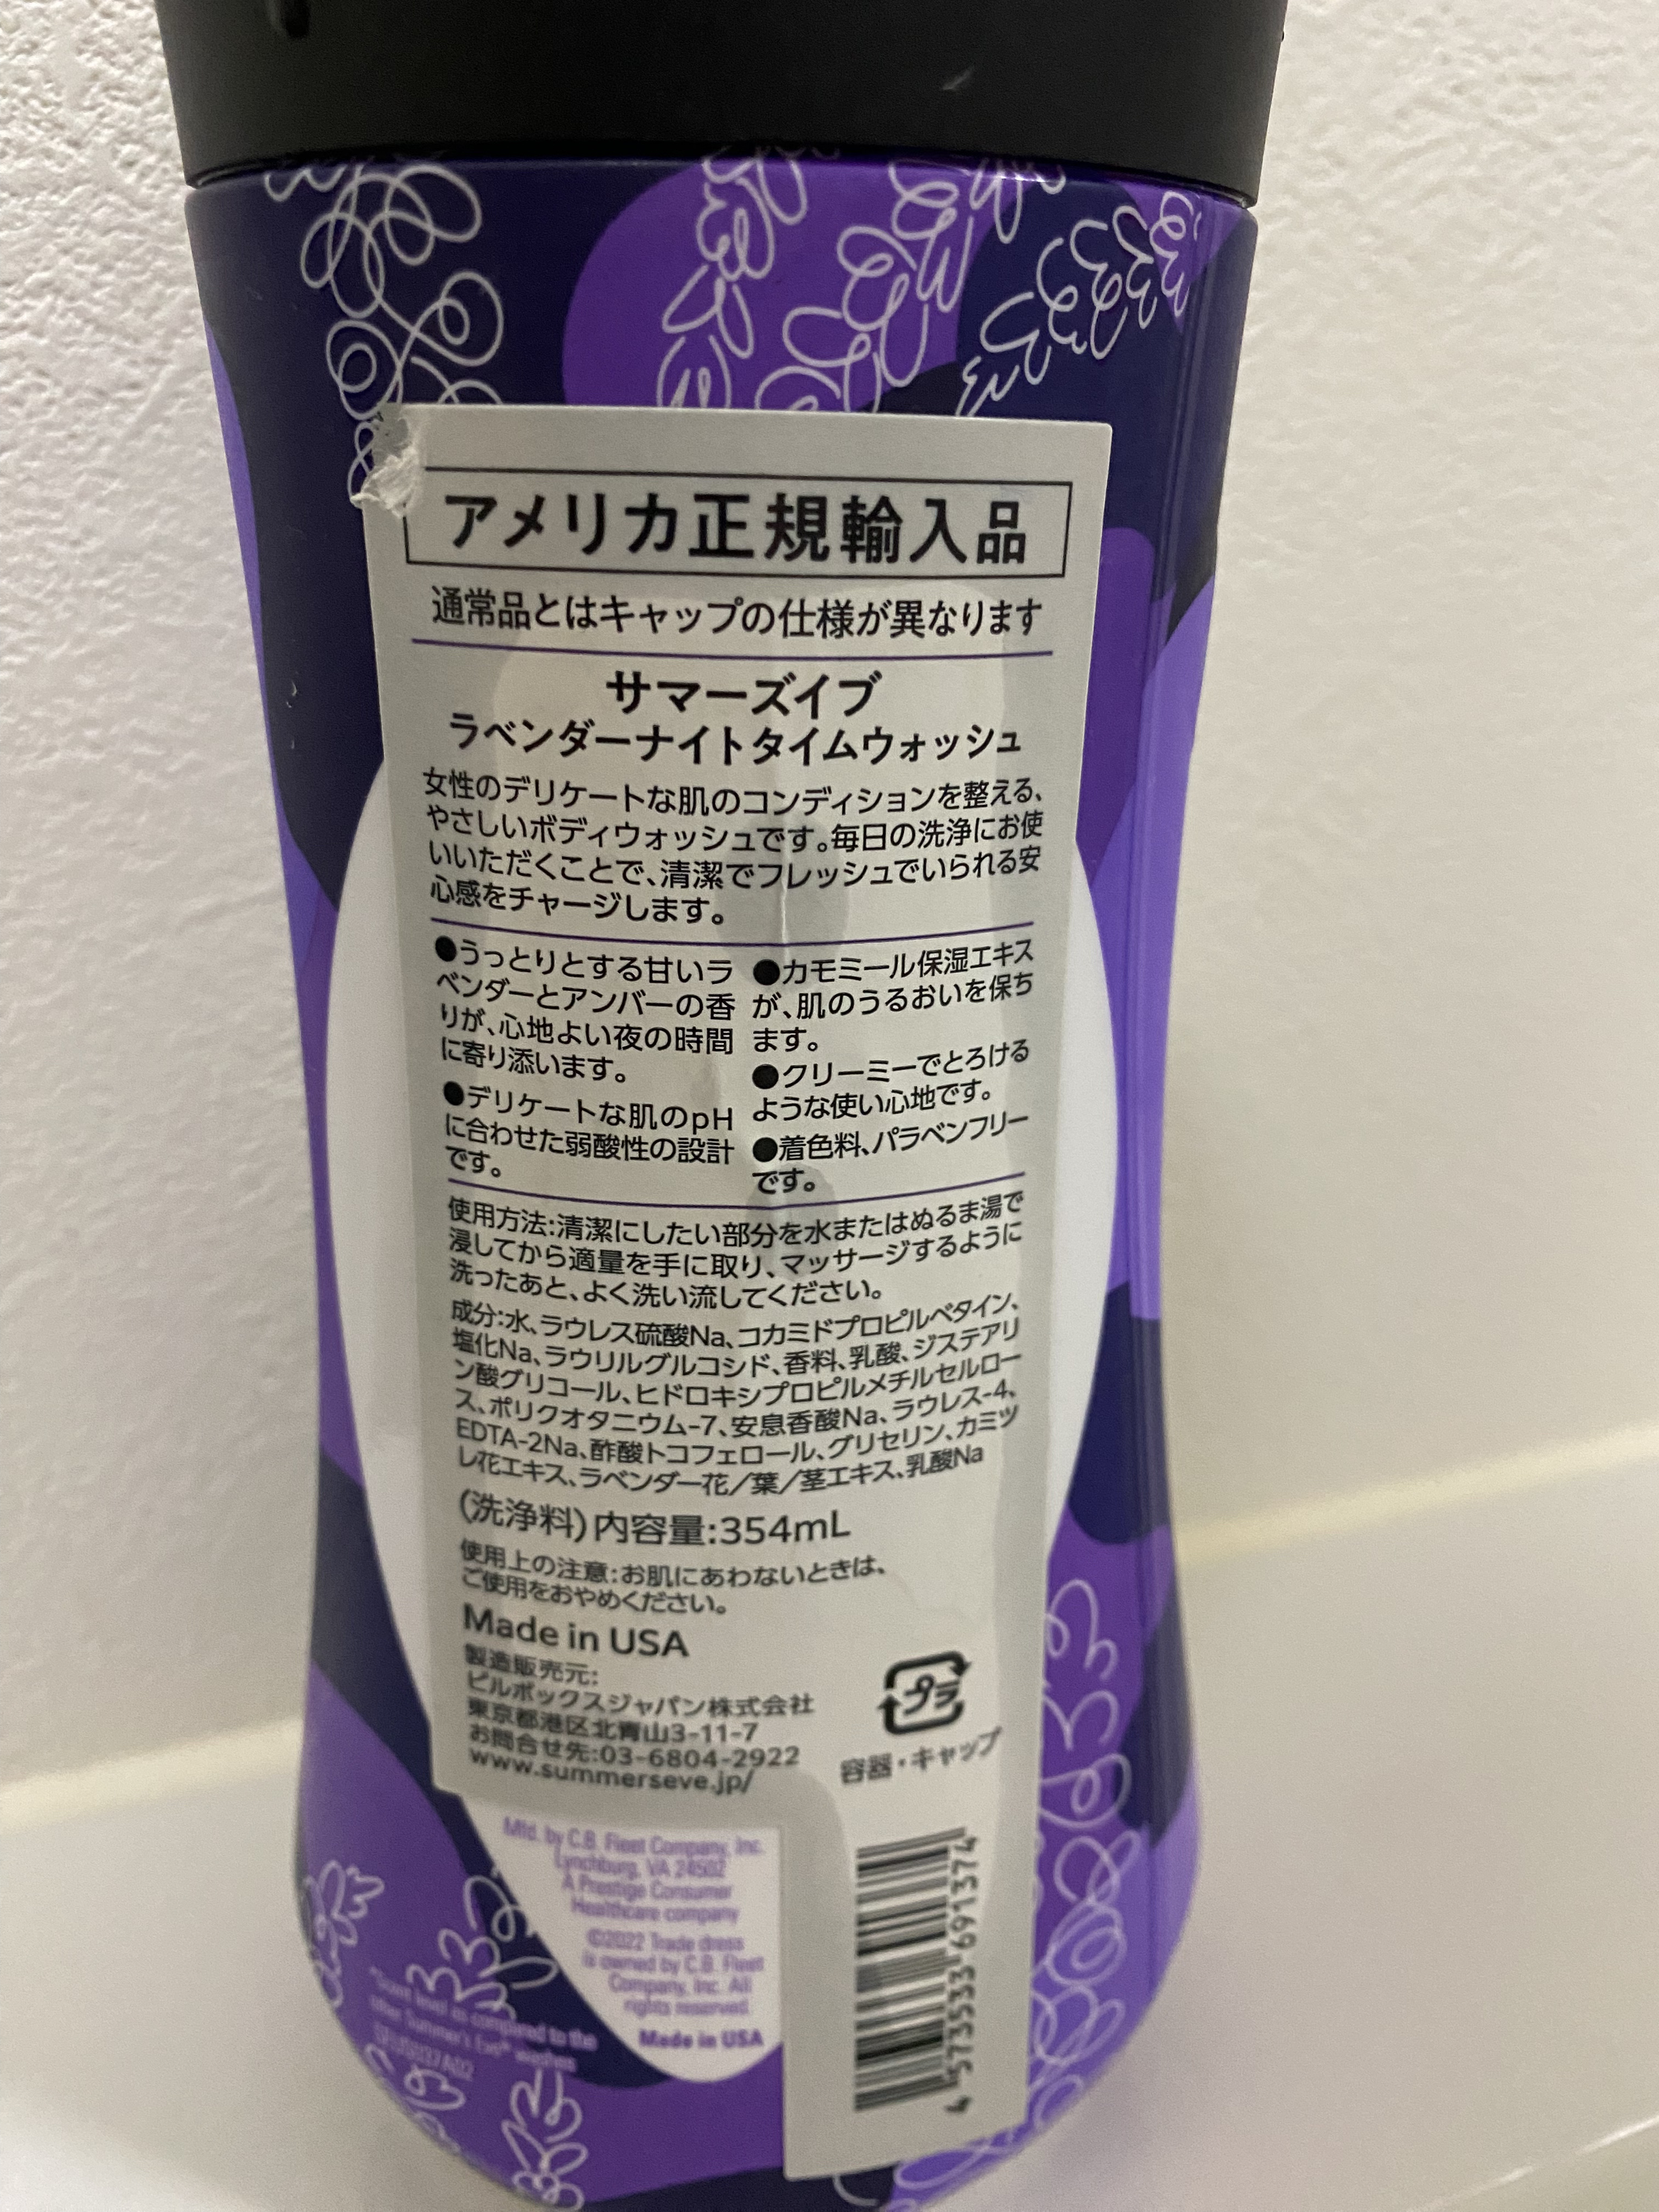 アメリカ正規輸入品
通常品とはキャップの仕様が異なります
サマーズイブ
ラベンダーナイトタイムウォッシュ
女性のデリケートな肌のコンディションを整える、
やさしいボディウォッシュです。毎日の洗浄にお使
いいただくことで、清潔でフレッシュでいられる安
心感をチャージします。
●うっとりとする甘いラ
ベンダーとアンバーの香
りが、心地よい夜の時間
に寄り添います。
●デリケートな肌のpH
に合わせた弱酸性の設計
です。
●カモミール保湿エキス
が、肌のうるおいを保ち
ます。
●クリーミーでとろける
ような使い心地です。
●着色料、パラベンフリー
です。
使用方法:清潔にしたい部分を水またはぬるま湯で
浸してから適量を手に取り、マッサージするように
洗ったあと、よく洗い流してください。
成分:水、ラウレス硫酸Na、コカミドプロピルベタイン、
塩化Na、ラウリルグルコシド、香料、乳酸、ジステアリ
ン酸グリコール、ヒドロキシプロピルメチルセルロー
ス、ポリクオタニウム-7、安息香酸Na、ラウレス-4、
EDTA-2Na、酢酸トコフェロール、グリセリン、カミツ
レ花エキス、ラベンダー花／葉／茎エキス、乳酸Na
(洗浄料)内容量:354mL
使用上の注意:お肌にあわないときは、
ご使用をおやめください。
Made in USA
製造販売元:
ピルボックスジャパン株式会社
東京都港区北青山3-11-7
お問合せ先:03-6804-2922
www.summerseve.jp/
プラ
容器・キャップ
4 573533 691374
Mfd. by C.B. Fleet Company, Inc.
Lynchburg, VA 24502
A Prestige Consumer
Healthcare company
©2022 Trade dress
is owned by C.B. Fleet
Company, Inc. All
rights reserved.
Made in USA
compared to the
other Summer's Eve® washes